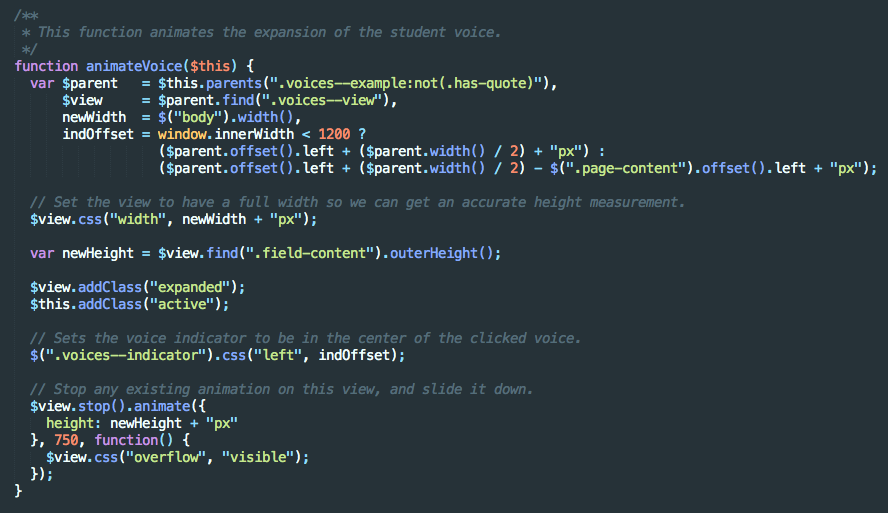 /**
 * This function animates the expansion of the student voice.
 */
function animateVoice($this) {
  var $parent   = $this.parents(".voices--example:not(.has-quote)"),
      $view     = $parent.find(".voices--view"),
      newWidth  = $("body").width(),
      indOffset = window.innerWidth < 1200 ?
                  ($parent.offset().left + ($parent.width() / 2) + "px") :
                  ($parent.offset().left + ($parent.width() / 2) - $(".page-content").offset().left + "px");

  // Set the view to have a full width so we can get an accurate height measurement.
  $view.css("width", newWidth + "px");

  var newHeight = $view.find(".field-content").outerHeight();

  $view.addClass("expanded");
  $this.addClass("active");

  // Sets the voice indicator to be in the center of the clicked voice.
  $(".voices--indicator").css("left", indOffset);

  // Stop any existing animation on this view, and slide it down.
  $view.stop().animate({
    height: newHeight + "px"
  }, 750, function() {
    $view.css("overflow", "visible");
  });
}